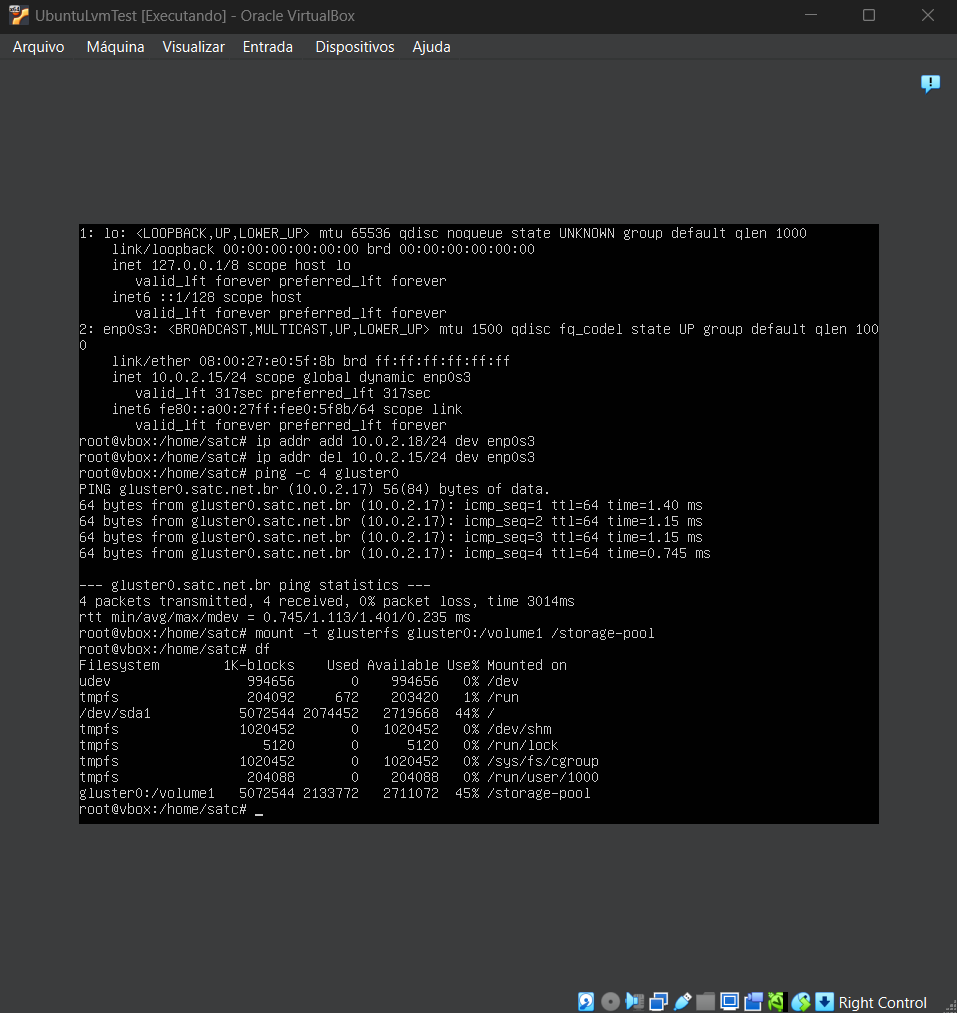 UbuntuLvmTest [Executando] - Oracle VirtualBox
Arquivo Máquina Visualizar Entrada Dispositivos Ajuda
1: lo: <LOOPBACK,UP,LOWER_UP> mtu 65536 qdisc noqueue state UNKNOWN group default qlen 1000
link/loopback 00:00:00:00:00:00 brd 00:00:00:00:00:00
inet 127.0.0.1/8 scope host lo
valid_lft forever preferred_lft forever
inet6 ::1/128 scope host
valid_lft forever preferred_lft forever
2: enp0s3: <BROADCAST,MULTICAST,UP,LOWER_UP> mtu 1500 qdisc fq_codel state UP group default qlen 100
0
link/ether 08:00:27:e0:5f:8b brd ff:ff:ff:ff:ff:ff
inet 10.0.2.15/24 scope global dynamic enp0s3
valid_lft 317sec preferred_lft 317sec
inet6 fe80::a00:27ff:fee0:5f8b/64 scope link
valid_lft forever preferred_lft forever
root@vbox:/home/satc# ip addr add 10.0.2.18/24 dev enp0s3
root@vbox:/home/satc# ip addr del 10.0.2.15/24 dev enp0s3
root@vbox:/home/satc# ping -c 4 gluster0
PING gluster0.satc.net.br (10.0.2.17) 56(84) bytes of data.
64 bytes from gluster0.satc.net.br (10.0.2.17): icmp_seq=1 ttl=64 time=1.40 ms
64 bytes from gluster0.satc.net.br (10.0.2.17): icmp_seq=2 ttl=64 time=1.15 ms
64 bytes from gluster0.satc.net.br (10.0.2.17): icmp_seq=3 ttl=64 time=1.15 ms
64 bytes from gluster0.satc.net.br (10.0.2.17): icmp_seq=4 ttl=64 time=0.745 ms
--- gluster0.satc.net.br ping statistics ---
4 packets transmitted, 4 received, 0% packet loss, time 3014ms
rtt min/avg/max/mdev = 0.745/1.113/1.401/0.235 ms
root@vbox:/home/satc# mount -t glusterfs gluster0:/volume1 /storage-pool
root@vbox:/home/satc# df
Filesystem 1K-blocks Used Available Use% Mounted on
udev 994656 0 994656 0% /dev
tmpfs 204092 672 203420 1% /run
/dev/sda1 5072544 2074452 2719668 44% /
tmpfs 1020452 0 1020452 0% /dev/shm
tmpfs 5120 0 5120 0% /run/lock
tmpfs 1020452 0 1020452 0% /sys/fs/cgroup
tmpfs 204088 0 204088 0% /run/user/1000
gluster0:/volume1 5072544 2133772 2711072 45% /storage-pool
root@vbox:/home/satc# _
Right Control